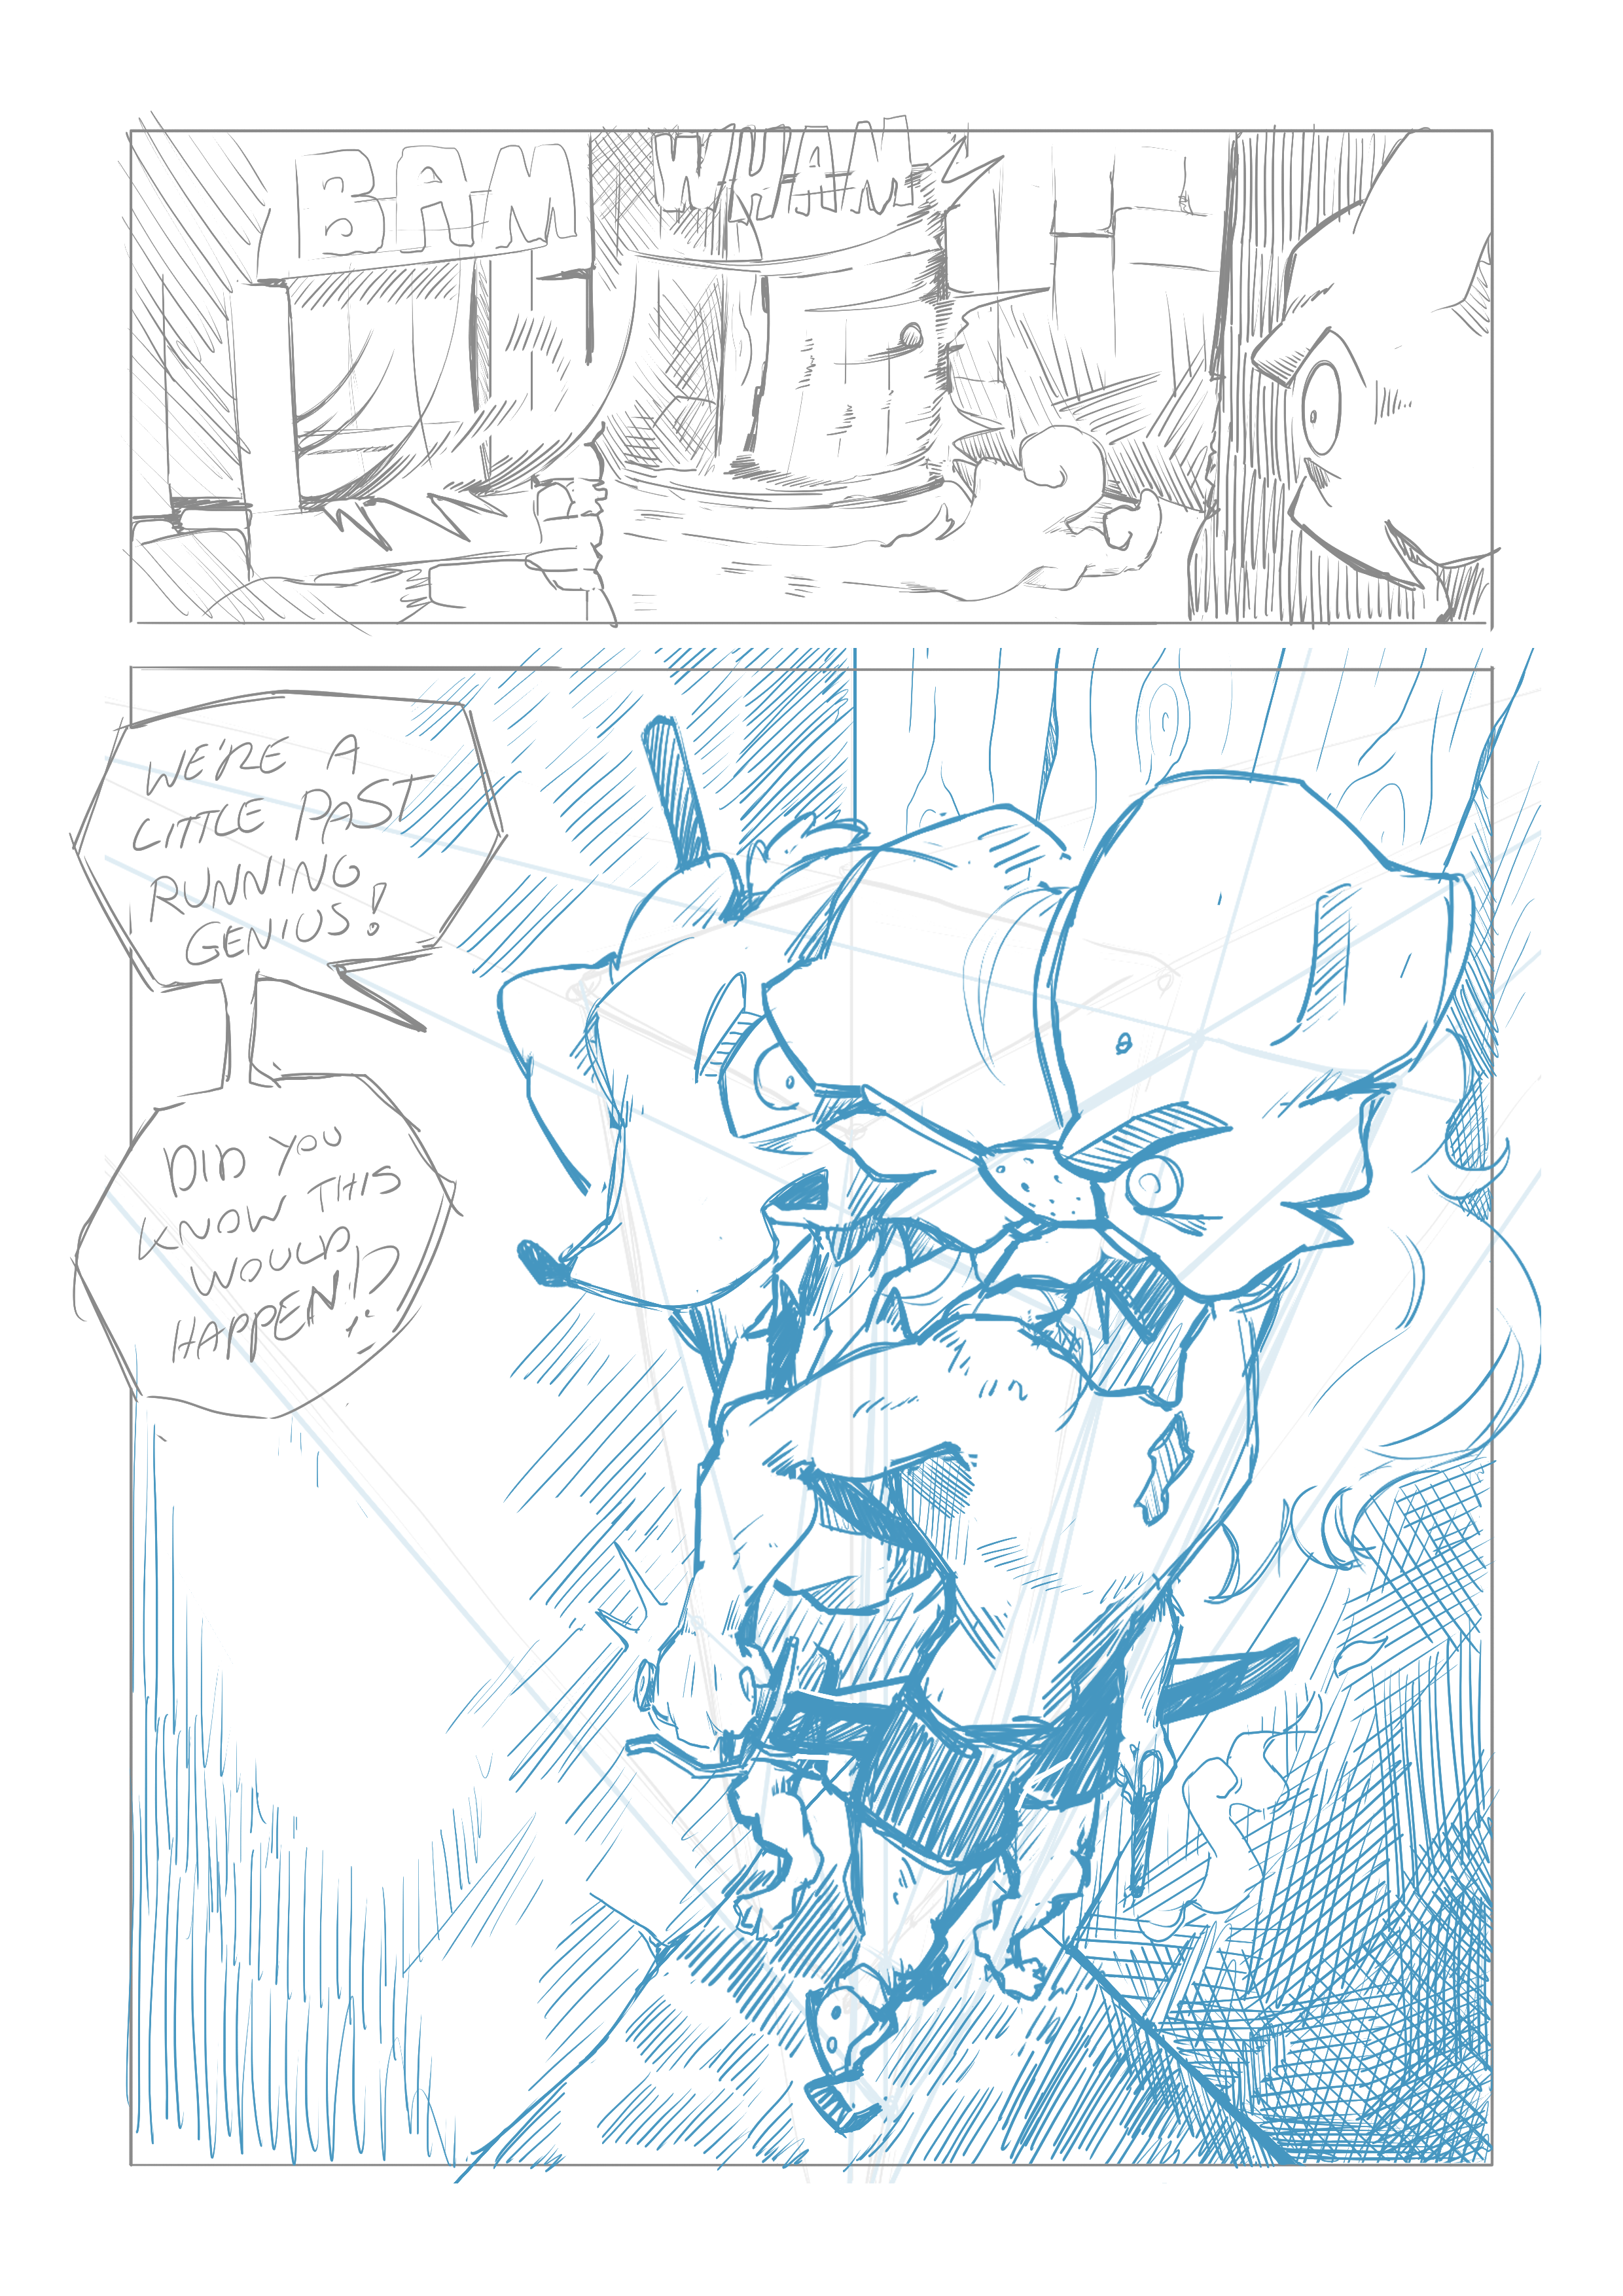 BAM
WHAM
WE'RE A
LITTLE PAST
RUNNING
GENIUS!
DID YOU
KNOW THIS
WOULD
HAPPEN!?